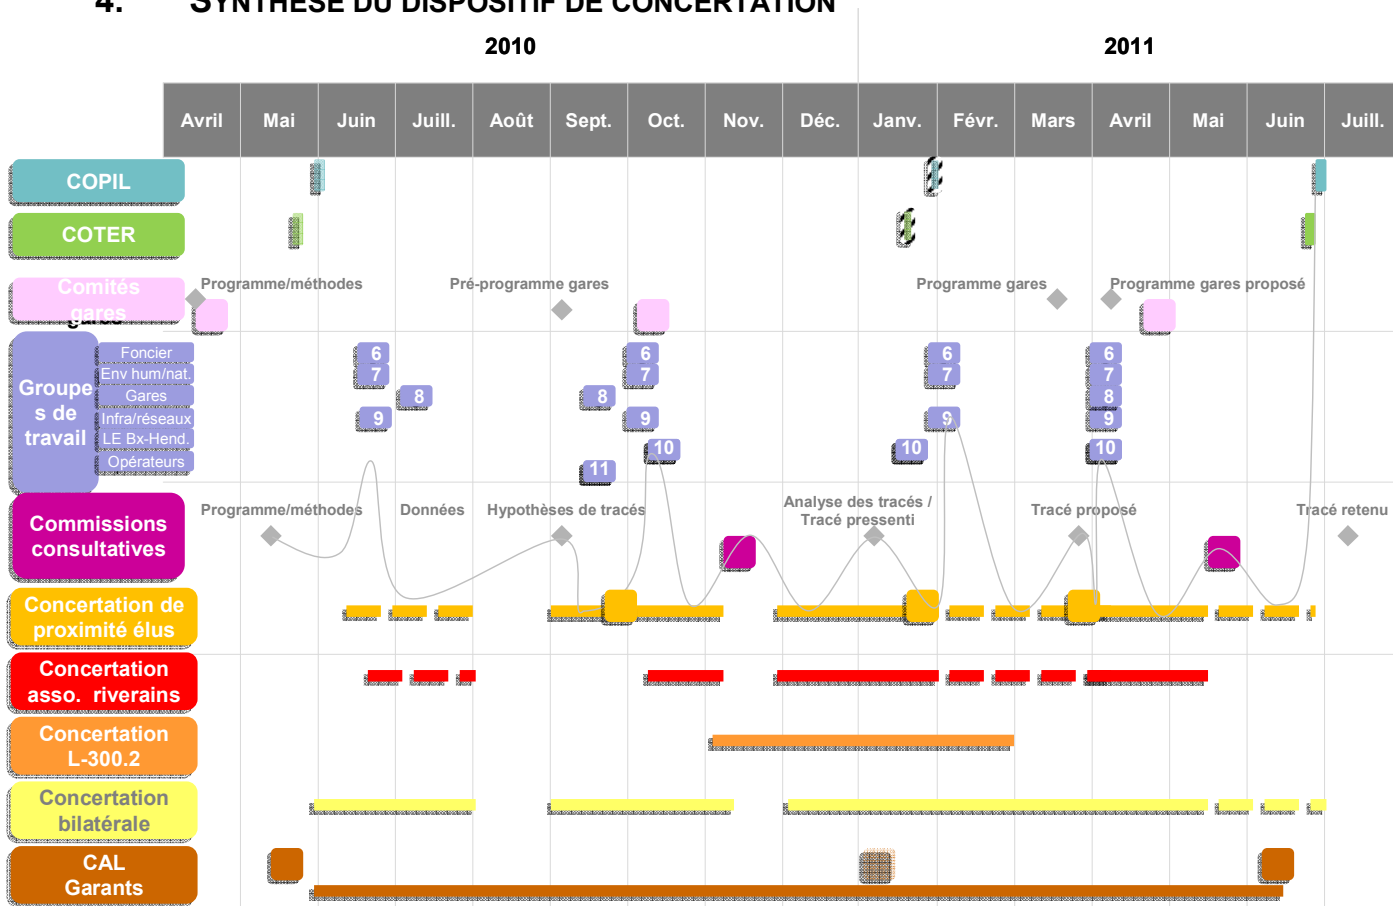 4. SYNTHESE DU DISPOSITIF DE CONCERTATION
2010 2011
Avril Mai Juin Juill. Août Sept. Oct. Nov. Déc. Janv. Févr. Mars Avril Mai Juin Juill.
COPIL
COTER
Comités
gares
Programme/méthodes Pré-programme gares Programme gares Programme gares proposé
Groupe
s de
travail
Foncier 6 6 6 6
Env hum/nat. 7 7 7 7
Gares 8 8 8
Infra/réseaux 9 9 9 9
LE Bx-Hend. 10 10 10
Opérateurs 11
Commissions
consultatives
Programme/méthodes Données Hypothèses de tracés Analyse des tracés /
Tracé pressenti Tracé proposé Tracé retenu
Concertation de
proximité élus
Concertation
asso. riverains
Concertation
L-300.2
Concertation
bilatérale
CAL
Garants